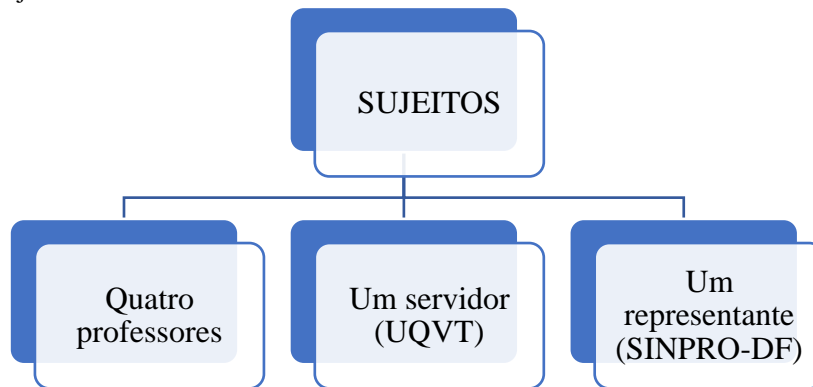 SUJEITOS
Quatro
professores
Um servidor
(UQVT)
Um
representante
(SINPRO-DF)